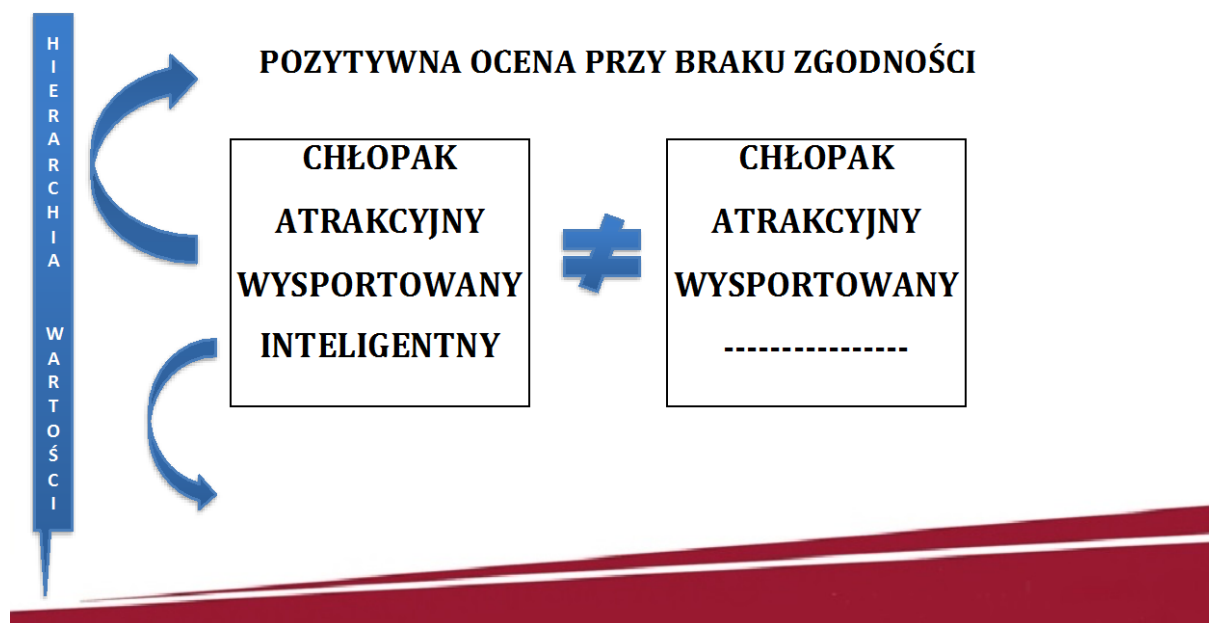 HIERARCHIA WARTOŚCI
POZYTYWNA OCENA PRZY BRAKU ZGODNOŚCI
CHŁOPAK
ATRAKCYJNY
WYSPORTOWANY
INTELIGENTNY
CHŁOPAK
ATRAKCYJNY
WYSPORTOWANY
----------------